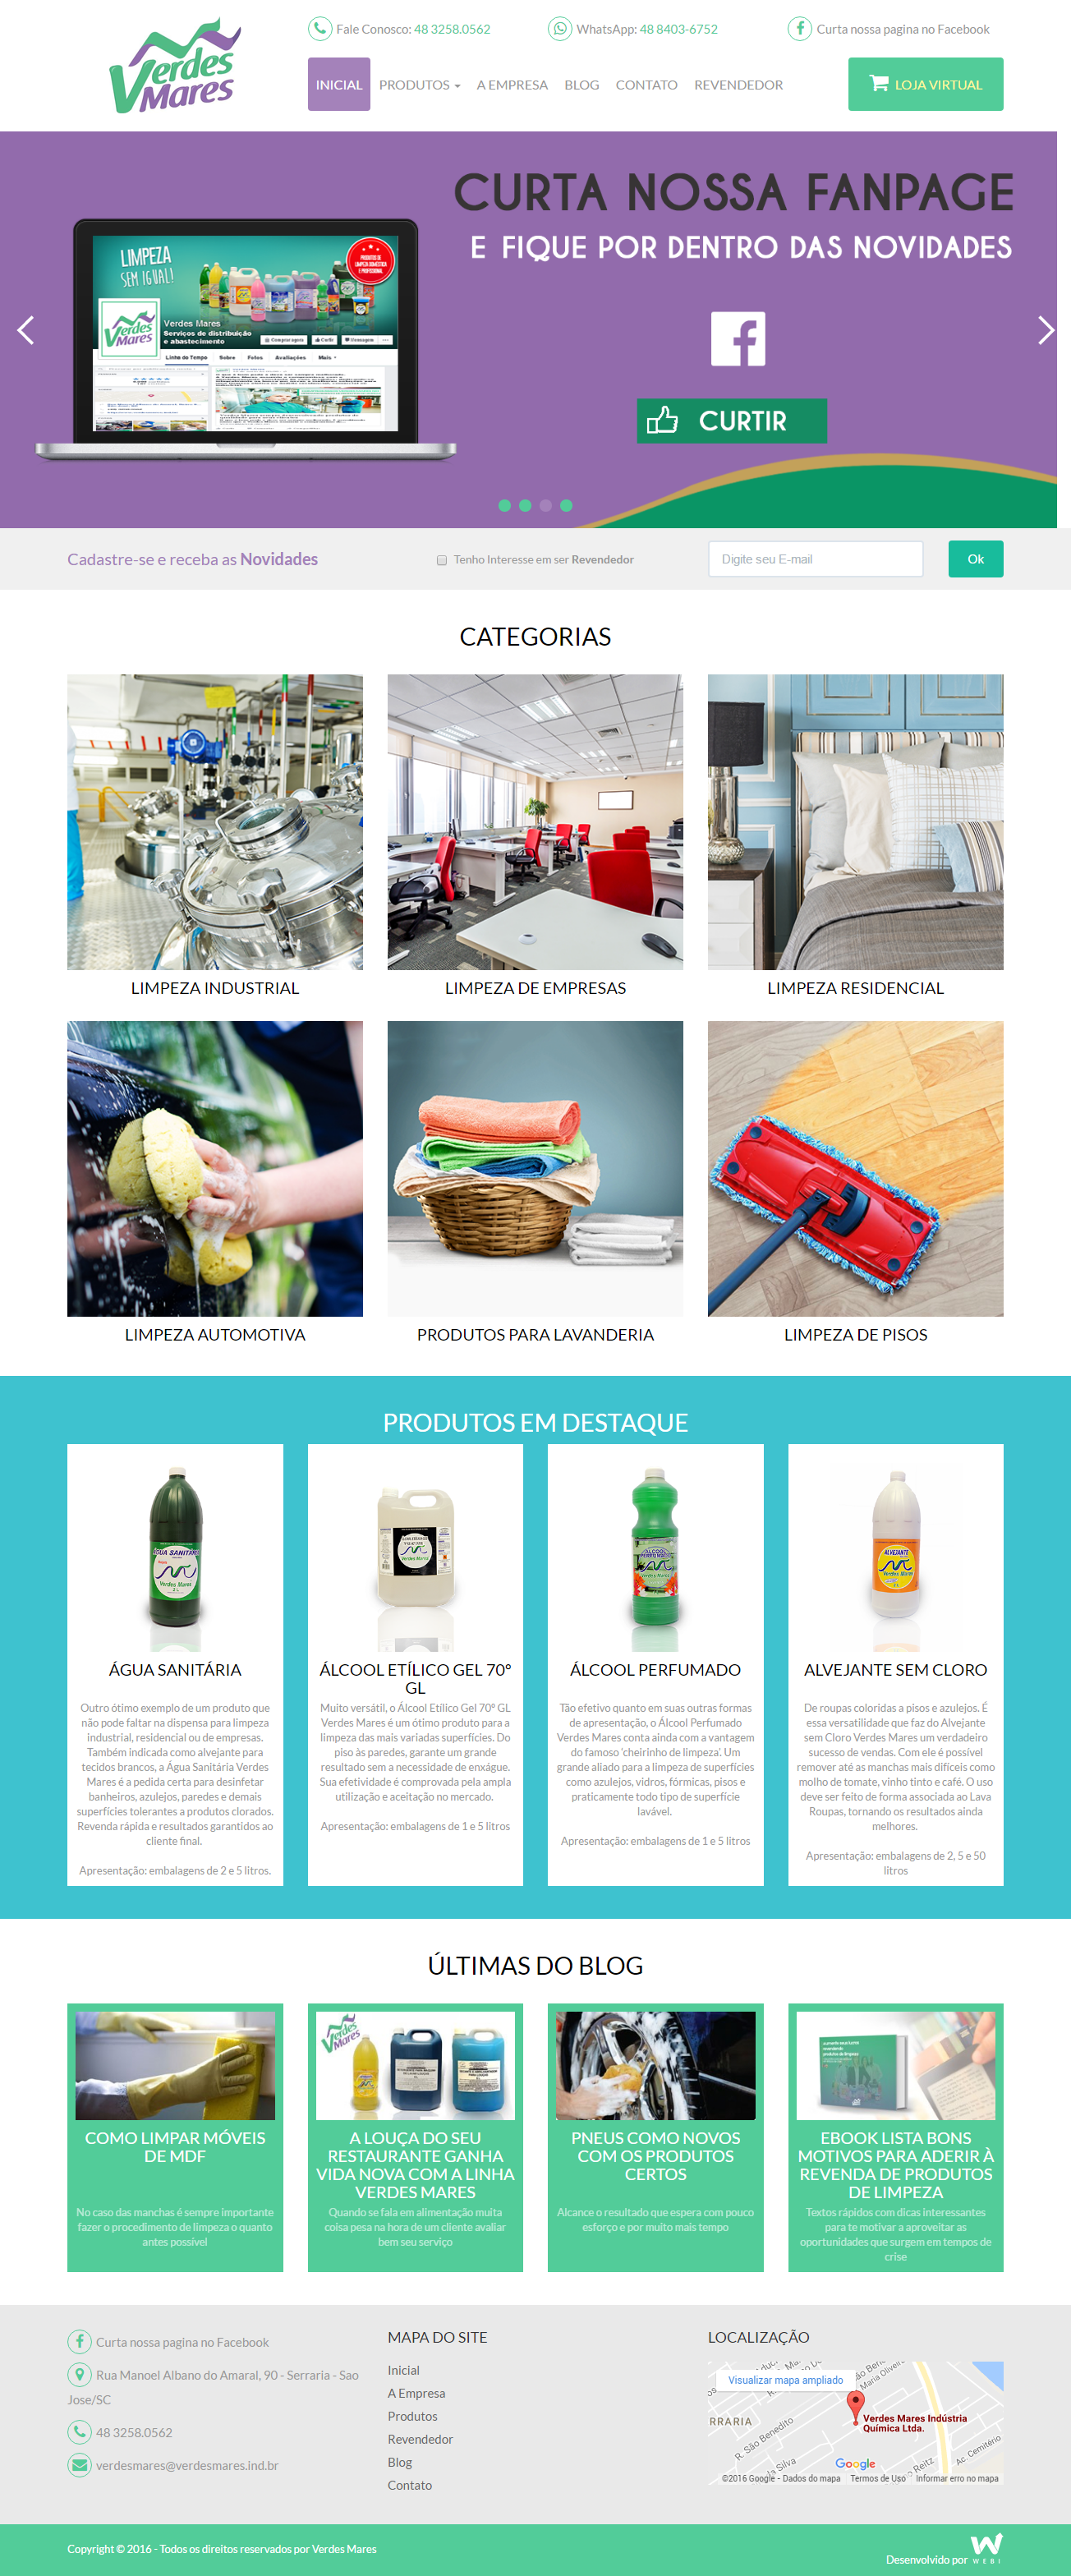 Verdes
Mares
Fale Conosco: 48 3258.0562
WhatsApp: 48 8403-6752
Curta nossa pagina no Facebook
INICIAL
PRODUTOS
A EMPRESA
BLOG
CONTATO
REVENDEDOR
LOJA VIRTUAL
CURTA NOSSA FANPAGE
E FIQUE POR DENTRO DAS NOVIDADES
LIMPEZA
SEM IGUAL!
Verdes Mares
Serviços de distribuição
e abastecimento
Linha do Tempo
Sobre
Fotos
Avaliações
Mais
CURTIR
Cadastre-se e receba as Novidades
Tenho Interesse em ser Revendedor
Digite seu E-mail
Ok
CATEGORIAS
LIMPEZA INDUSTRIAL
LIMPEZA DE EMPRESAS
LIMPEZA RESIDENCIAL
LIMPEZA AUTOMOTIVA
PRODUTOS PARA LAVANDERIA
LIMPEZA DE PISOS
PRODUTOS EM DESTAQUE
ÁGUA SANITÁRIA
Outro ótimo exemplo de um produto que
não pode faltar na dispensa para limpeza
industrial, residencial ou de empresas.
Também indicada como alvejante para
tecidos brancos, a Água Sanitária Verdes
Mares é a pedida certa para desinfetar
banheiros, azulejos, paredes e demais
superfícies tolerantes a produtos clorados.
Revenda rápida e resultados garantidos ao
cliente final.
Apresentação: embalagens de 2 e 5 litros.
ÁLCOOL ETÍLICO GEL 70º
GL
Muito versátil, o Álcool Etílico Gel 70º GL
Verdes Mares é um ótimo produto para a
limpeza das mais variadas superfícies. Do
piso às paredes, garante um grande
resultado sem a necessidade de enxágue.
Sua efetividade é comprovada pela ampla
utilização e aceitação no mercado.
Apresentação: embalagens de 1 e 5 litros
ÁLCOOL PERFUMADO
Tão efetivo quanto em suas outras formas
de apresentação, o Álcool Perfumado
Verdes Mares conta ainda com a vantagem
do famoso 'cheirinho de limpeza'. Um
grande aliado para a limpeza de superfícies
como azulejos, vidros, fórmicas, pisos e
praticamente todo tipo de superfície
lavável.
Apresentação: embalagens de 1 e 5 litros
ALVEJANTE SEM CLORO
De roupas coloridas a pisos e azulejos. É
essa versatilidade que faz do Alvejante
sem Cloro Verdes Mares um verdadeiro
sucesso de vendas. Com ele é possível
remover até as manchas mais difíceis como
molho de tomate, vinho tinto e café. O uso
deve ser feito de forma associada ao Lava
Roupas, tornando os resultados ainda
melhores.
Apresentação: embalagens de 2, 5 e 50
litros
ÚLTIMAS DO BLOG
COMO LIMPAR MÓVEIS
DE MDF
No caso das manchas é sempre importante
fazer o procedimento de limpeza o quanto
antes possível
A LOUÇA DO SEU
RESTAURANTE GANHA
VIDA NOVA COM A LINHA
VERDES MARES
Quando se fala em alimentação muita
coisa pesa na hora de um cliente avaliar
bem seu serviço
PNEUS COMO NOVOS
COM OS PRODUTOS
CERTOS
Alcance o resultado que espera com pouco
esforço e por muito mais tempo
EBOOK LISTA BONS
MOTIVOS PARA ADERIR À
REVENDA DE PRODUTOS
DE LIMPEZA
Textos rápidos com dicas interessantes
para te motivar a aproveitar as
oportunidades que surgem em tempos de
crise
Curta nossa pagina no Facebook
Rua Manoel Albano do Amaral, 90 - Serraria - Sao
Jose/SC
48 3258.0562
verdesmares@verdesmares.ind.br
MAPA DO SITE
Inicial
A Empresa
Produtos
Revendedor
Blog
Contato
LOCALIZAÇÃO
Visualizar mapa ampliado
Maria Oliveira
RRARIA
R. São Benedito
Verdes Mares Indústria
Química Ltda.
Ac. Cemitério
Google
©2016 Google - Dados do mapa
Termos de Uso
Informar erro no mapa
Copyright © 2016 - Todos os direitos reservados por Verdes Mares
Desenvolvido por
WEBI